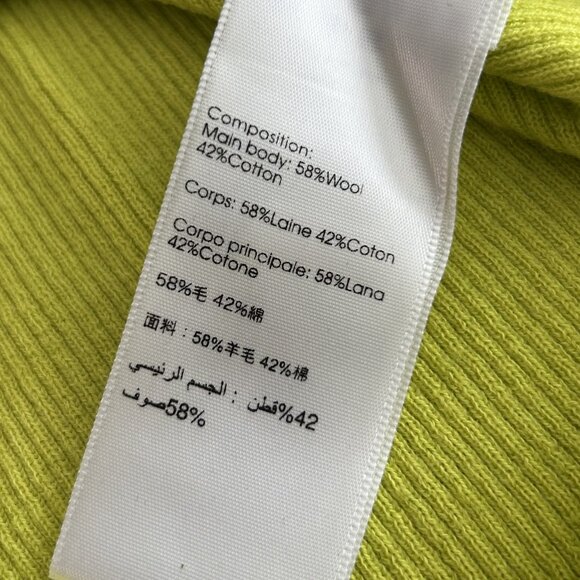 Composition:
Main body: 58%Wool
42%Cotton
Corps: 58%Laine 42%Coton
Corpo principale: 58%Lana
42%Cotone
58%毛 42%綿
面料：58%羊毛 42%棉
42%قطن : الجسم الرئيسي
58%صوف